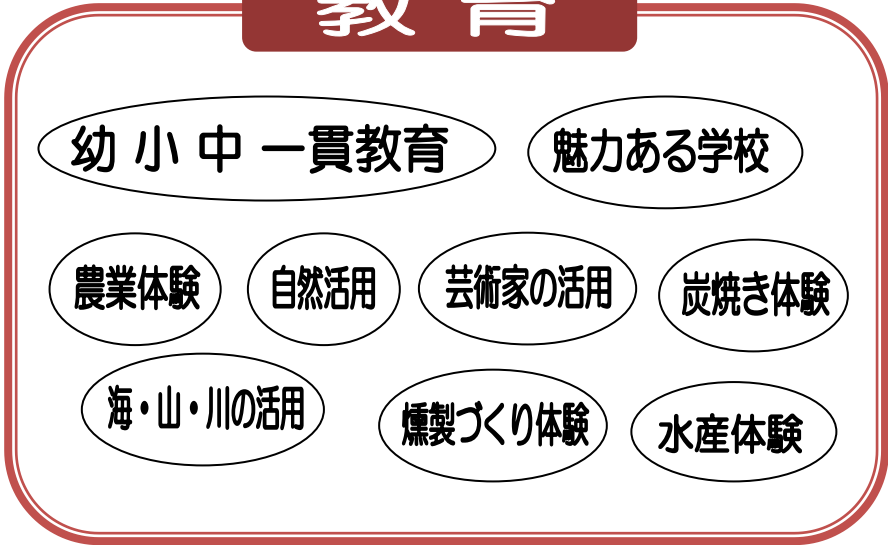 教育
幼小中一貫教育
魅力ある学校
農業体験
自然活用
芸術家の活用
炭焼き体験
海・山・川の活用
燻製づくり体験
水産体験